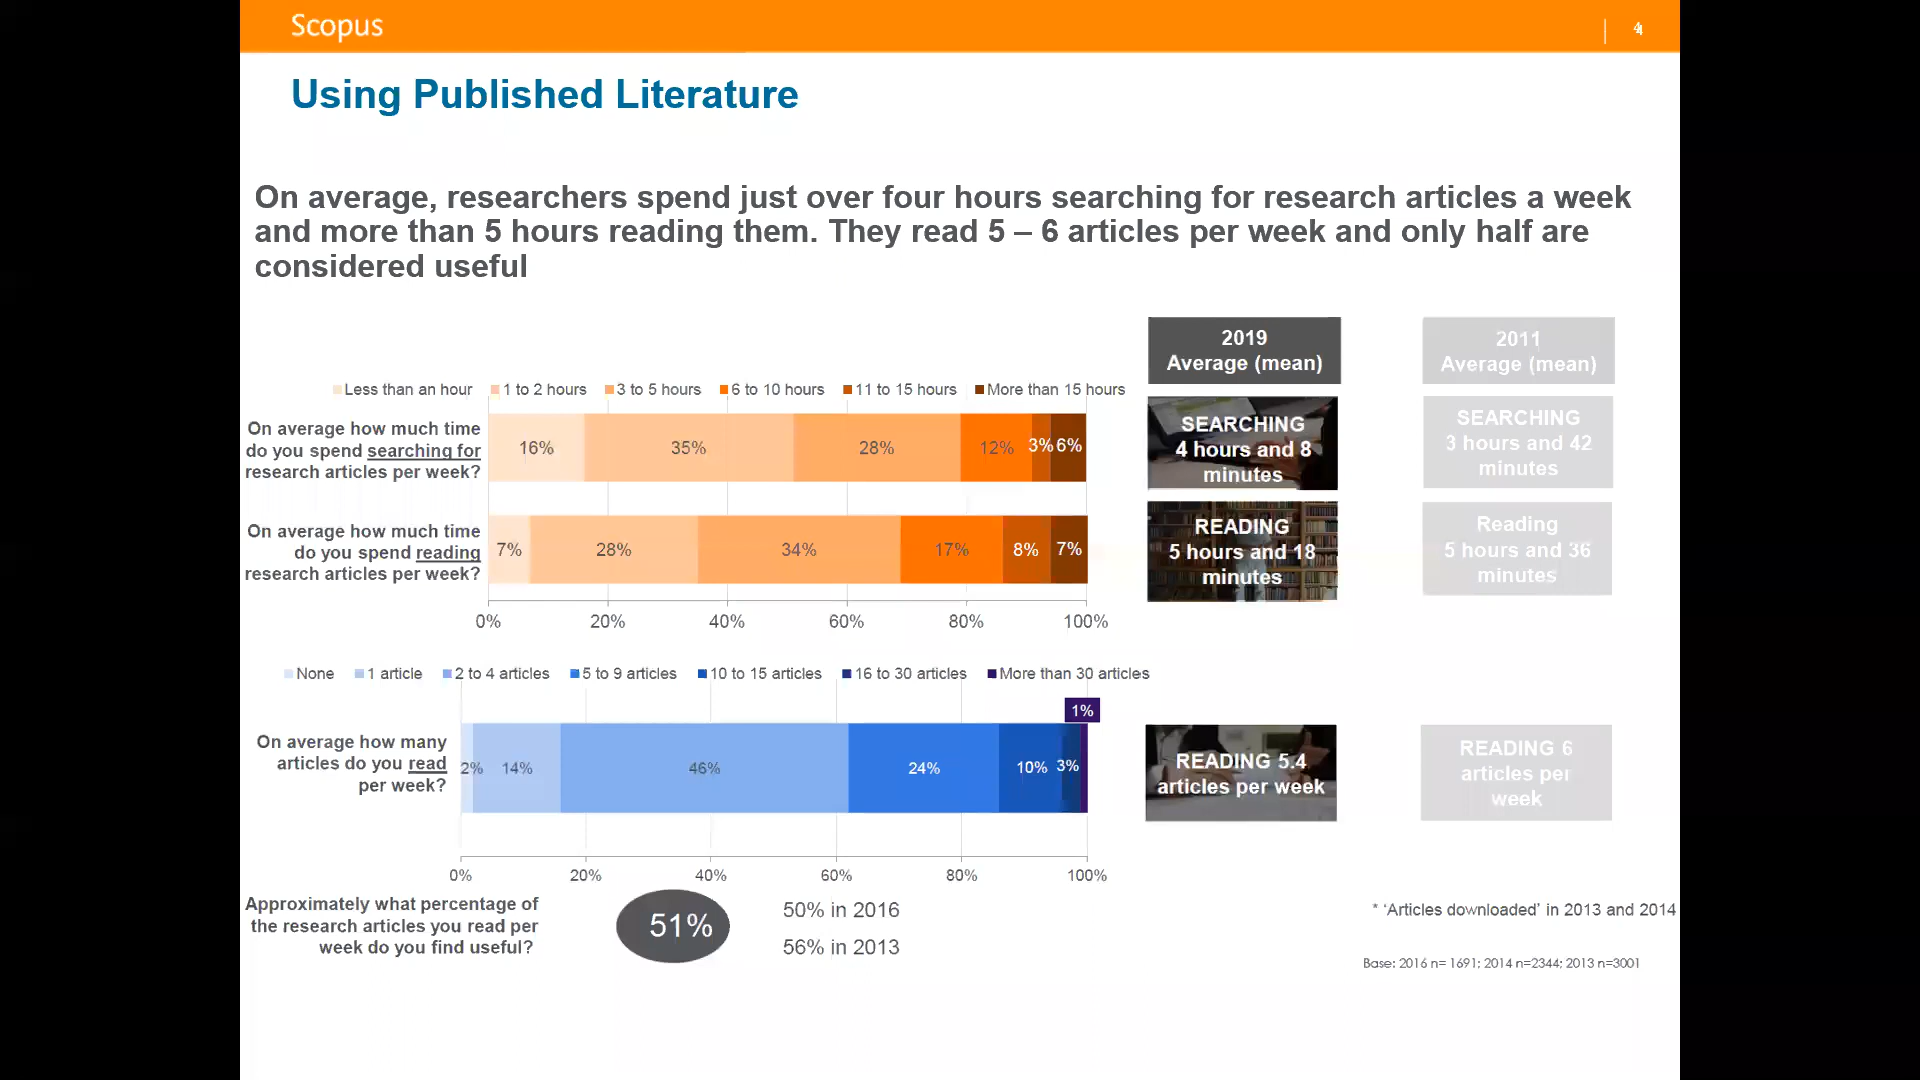 Scopus
Using Published Literature
On average, researchers spend just over four hours searching for research articles a week
and more than 5 hours reading them. They read 5 – 6 articles per week and only half are
considered useful
2019
Average (mean)
2011
Average (mean)
Less than an hour 1 to 2 hours 3 to 5 hours 6 to 10 hours 11 to 15 hours More than 15 hours
On average how much time
do you spend searching for
research articles per week?
16% 35% 28% 12% 3% 6%
SEARCHING
4 hours and 8
minutes
SEARCHING
3 hours and 42
minutes
On average how much time
do you spend reading
research articles per week?
7% 28% 34% 17% 8% 7%
READING
5 hours and 18
minutes
Reading
5 hours and 36
minutes
0% 20% 40% 60% 80% 100%
None 1 article 2 to 4 articles 5 to 9 articles 10 to 15 articles 16 to 30 articles More than 30 articles
1%
On average how many
articles do you read
per week?
2% 14% 46% 24% 10% 3%
READING 5.4
articles per week
READING 6
articles per
week
0% 20% 40% 60% 80% 100%
Approximately what percentage of
the research articles you read per
week do you find useful?
51%
50% in 2016
56% in 2013
* ‘Articles downloaded’ in 2013 and 2014
Base: 2016 n= 1691; 2014 n=2344; 2013 n=3001